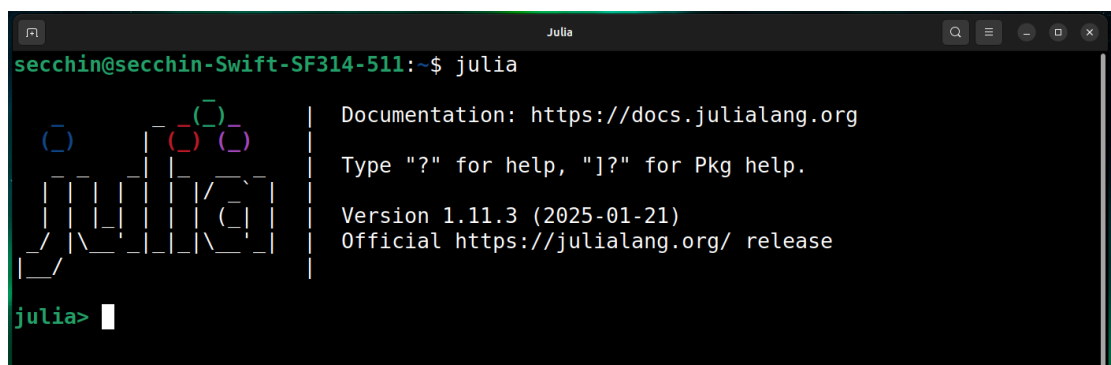 Julia
secchin@secchin-Swift-SF314-511:~$ julia
Documentation: https://docs.julialang.org
Type "?" for help, "]?" for Pkg help.
julia
Version 1.11.3 (2025-01-21)
Official https://julialang.org/ release
julia>